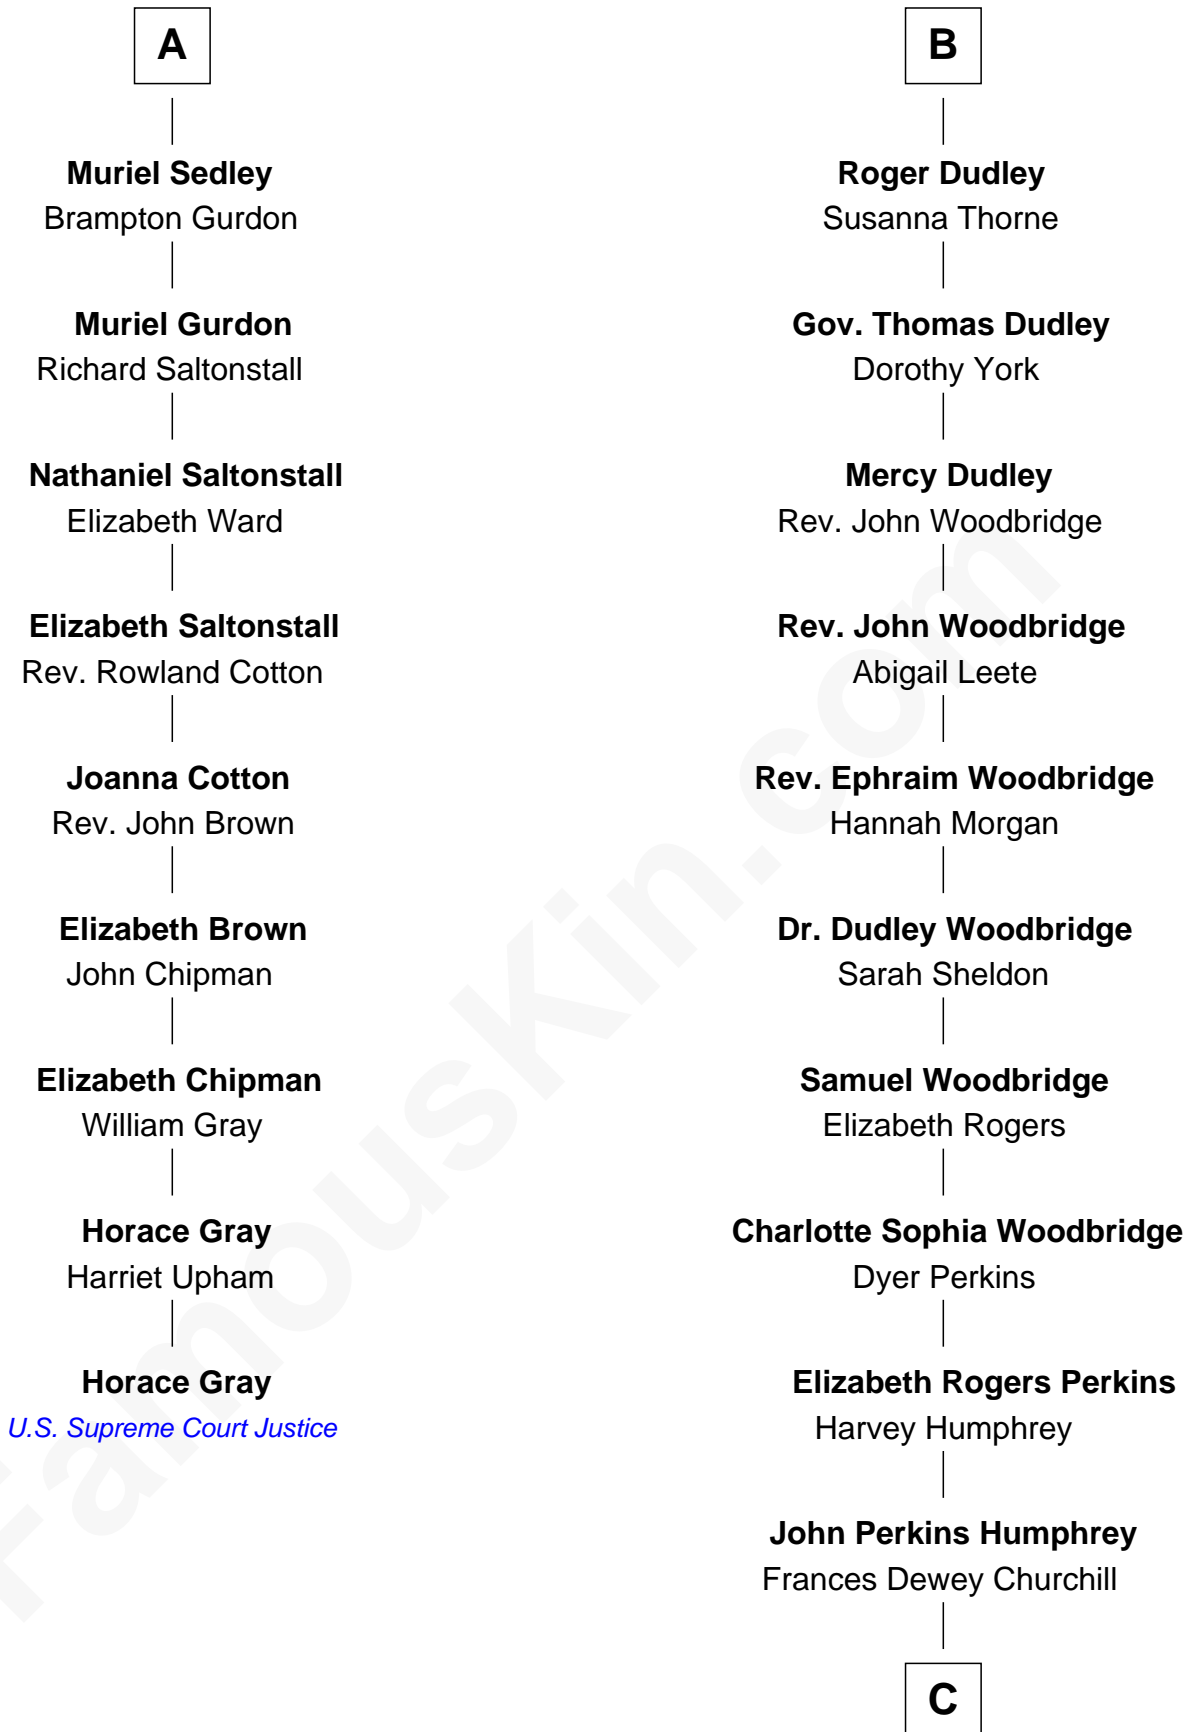 A
Muriel Sedley
Brampton Gurdon
Muriel Gurdon
Richard Saltonstall
Nathaniel Saltonstall
Elizabeth Ward
Elizabeth Saltonstall
Rev. Rowland Cotton
Joanna Cotton
Rev. John Brown
Elizabeth Brown
John Chipman
Elizabeth Chipman
William Gray
Horace Gray
Harriet Upham
Horace Gray
U.S. Supreme Court Justice
B
Roger Dudley
Susanna Thorne
Gov. Thomas Dudley
Dorothy York
Mercy Dudley
Rev. John Woodbridge
Rev. John Woodbridge
Abigail Leete
Rev. Ephraim Woodbridge
Hannah Morgan
Dr. Dudley Woodbridge
Sarah Sheldon
Samuel Woodbridge
Elizabeth Rogers
Charlotte Sophia Woodbridge
Dyer Perkins
Elizabeth Rogers Perkins
Harvey Humphrey
John Perkins Humphrey
Frances Dewey Churchill
C
FamousKin.com